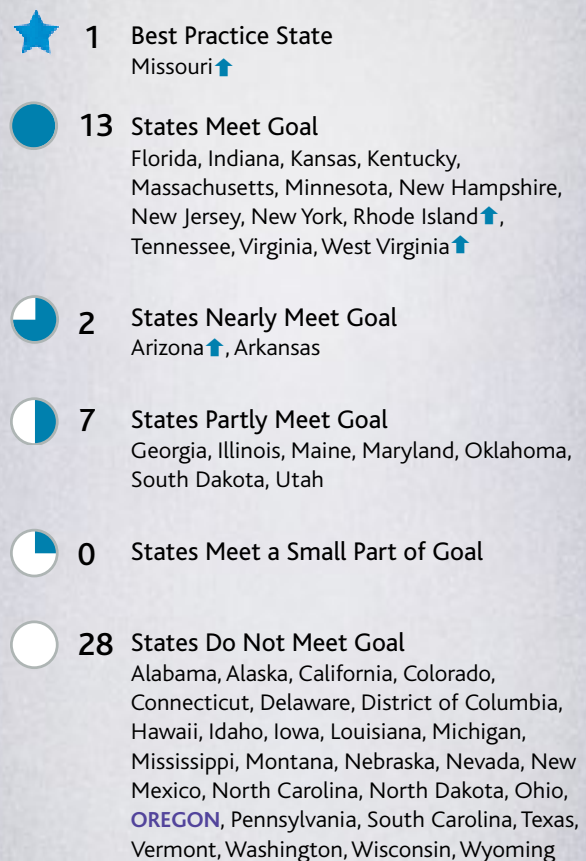 1 Best Practice State
Missouri⬆
13 States Meet Goal
Florida, Indiana, Kansas, Kentucky,
Massachusetts, Minnesota, New Hampshire,
New Jersey, New York, Rhode Island⬆,
Tennessee, Virginia, West Virginia⬆
2 States Nearly Meet Goal
Arizona⬆, Arkansas
7 States Partly Meet Goal
Georgia, Illinois, Maine, Maryland, Oklahoma,
South Dakota, Utah
0 States Meet a Small Part of Goal
28 States Do Not Meet Goal
Alabama, Alaska, California, Colorado,
Connecticut, Delaware, District of Columbia,
Hawaii, Idaho, Iowa, Louisiana, Michigan,
Mississippi, Montana, Nebraska, Nevada, New
Mexico, North Carolina, North Dakota, Ohio,
OREGON, Pennsylvania, South Carolina, Texas,
Vermont, Washington, Wisconsin, Wyoming